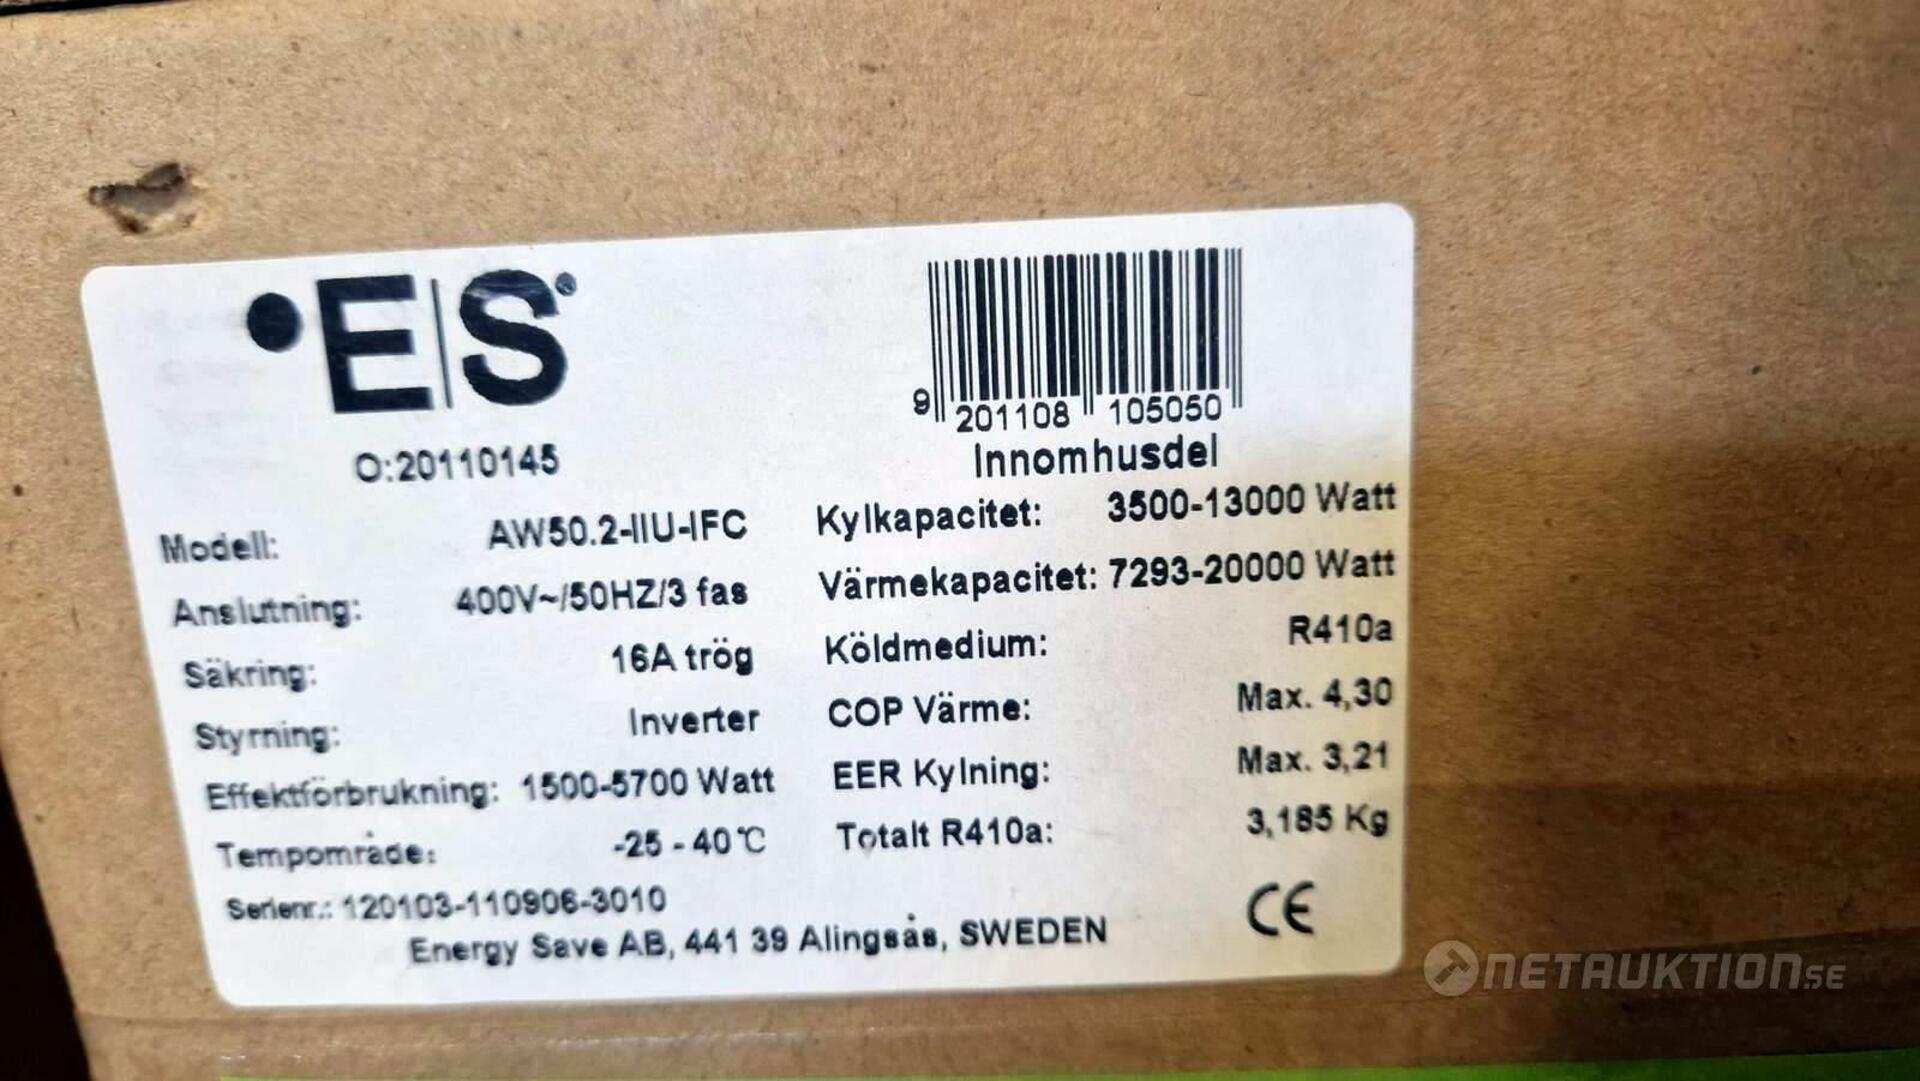 E|S
O:20110145
9 201108 105050
Innomhusdel
Modell: AW50.2-IIU-IFC
Anslutning: 400V~/50HZ/3 fas
Säkring: 16A trög
Styrning: Inverter
Effektförbrukning: 1500-5700 Watt
Tempområde: -25 - 40℃
Serienr.: 120103-110906-3010
Kylkapacitet: 3500-13000 Watt
Värmekapacitet: 7293-20000 Watt
Köldmedium: R410a
COP Värme: Max. 4,30
EER Kylning: Max. 3,21
Totalt R410a: 3,185 Kg
Energy Save AB, 441 39 Alingsås, SWEDEN
CE
NETAUKTION.SE